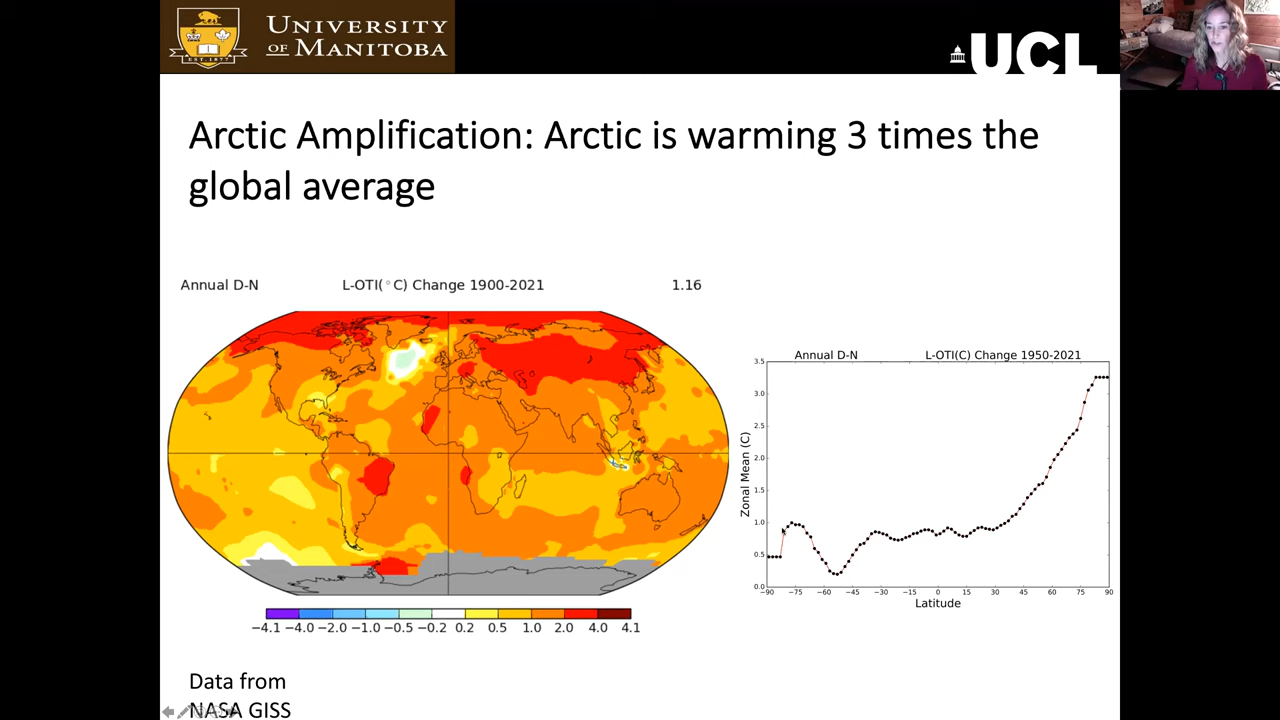 UNIVERSITY
OF MANITOBA
EST. 1877
UCL
Arctic Amplification: Arctic is warming 3 times the
global average
Annual D-N L-OTI(°C) Change 1900-2021 1.16
−4.1 −4.0 −2.0 −1.0 −0.5 −0.2 0.2 0.5 1.0 2.0 4.0 4.1
Annual D-N L-OTI(C) Change 1950-2021
3.5
3.0
2.5
2.0
1.5
1.0
0.5
0.0
Zonal Mean (C)
−90 −75 −60 −45 −30 −15 0 15 30 45 60 75 90
Latitude
Data from
NASA GISS